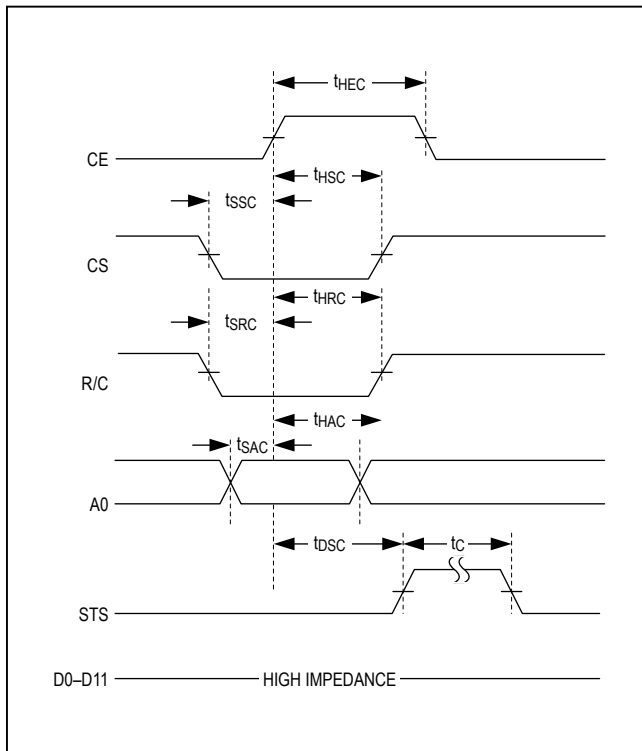 tHEC
CE
tHSC
tSSC
CS
tHRC
tSRC
R/C
tHAC
tSAC
A0
tDSC
tC
STS
D0–D11
HIGH IMPEDANCE